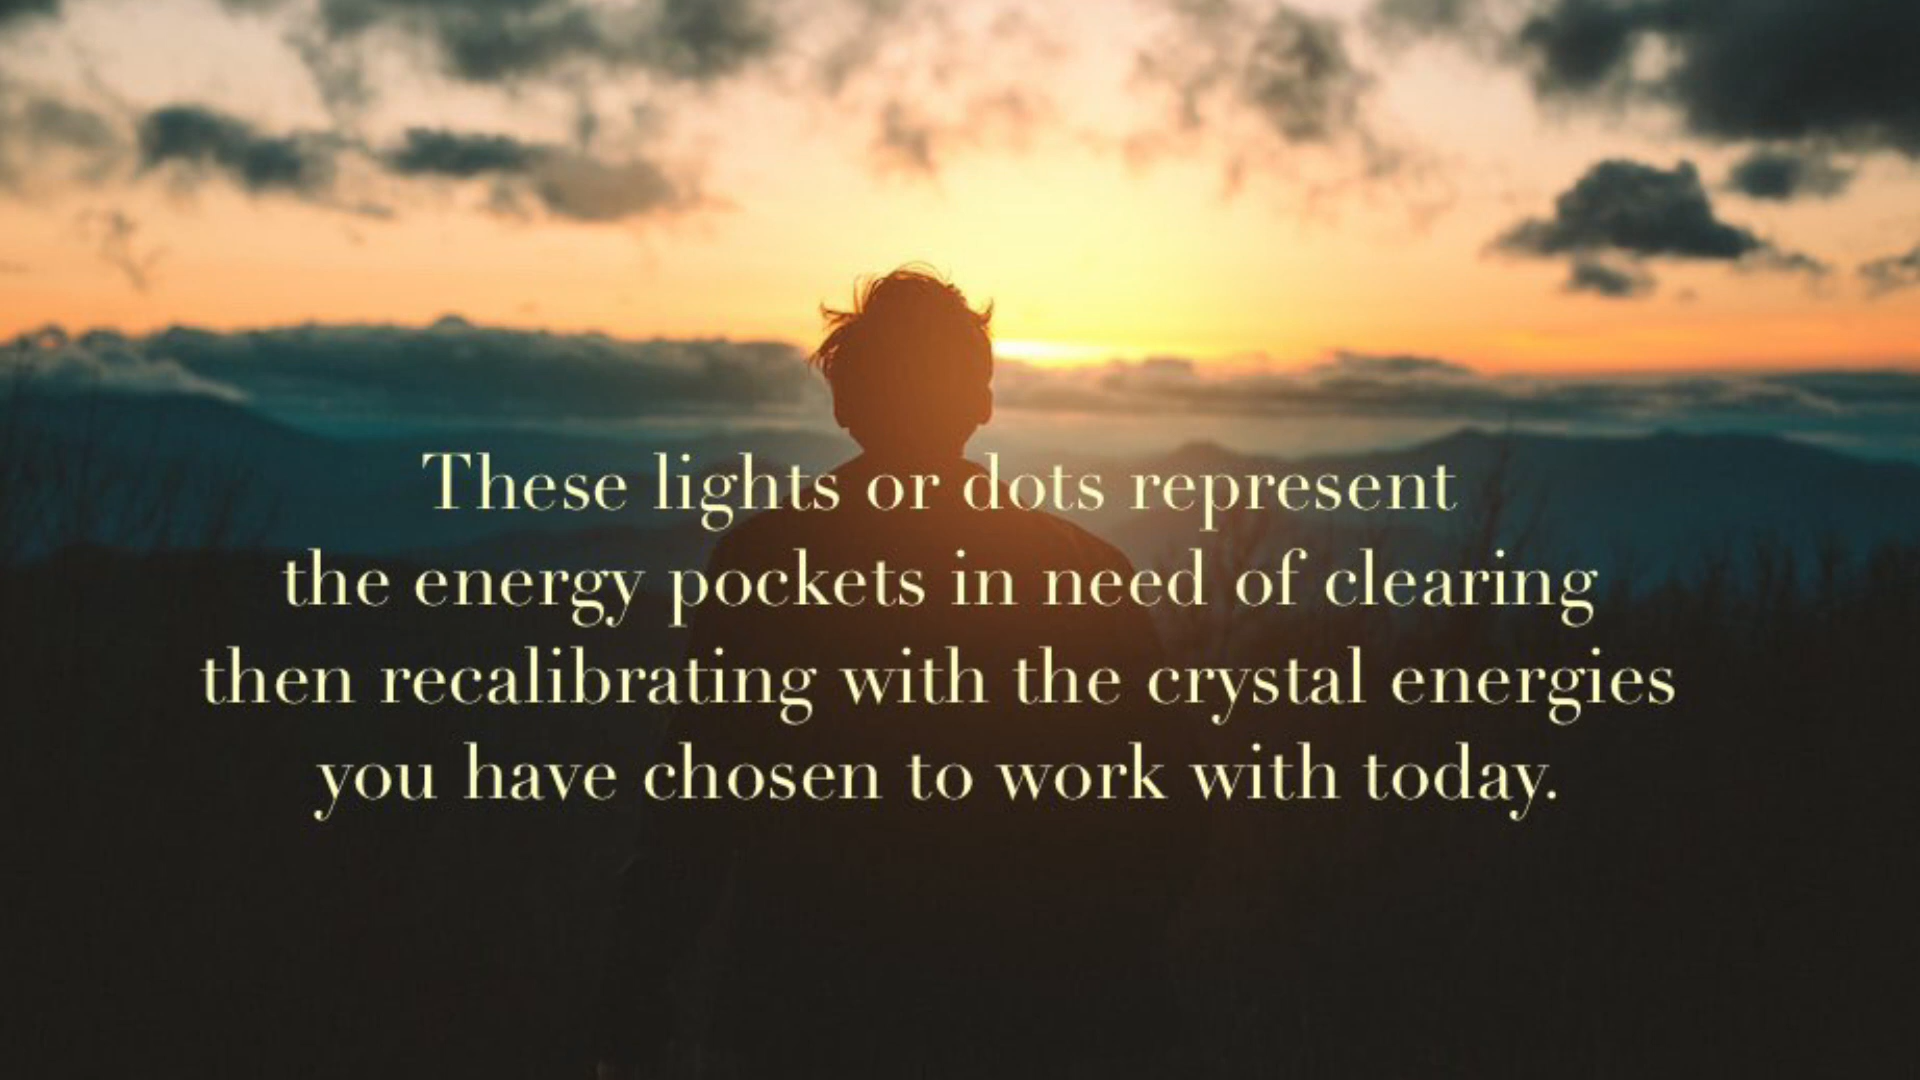 These lights or dots represent
the energy pockets in need of clearing
then recalibrating with the crystal energies
you have chosen to work with today.